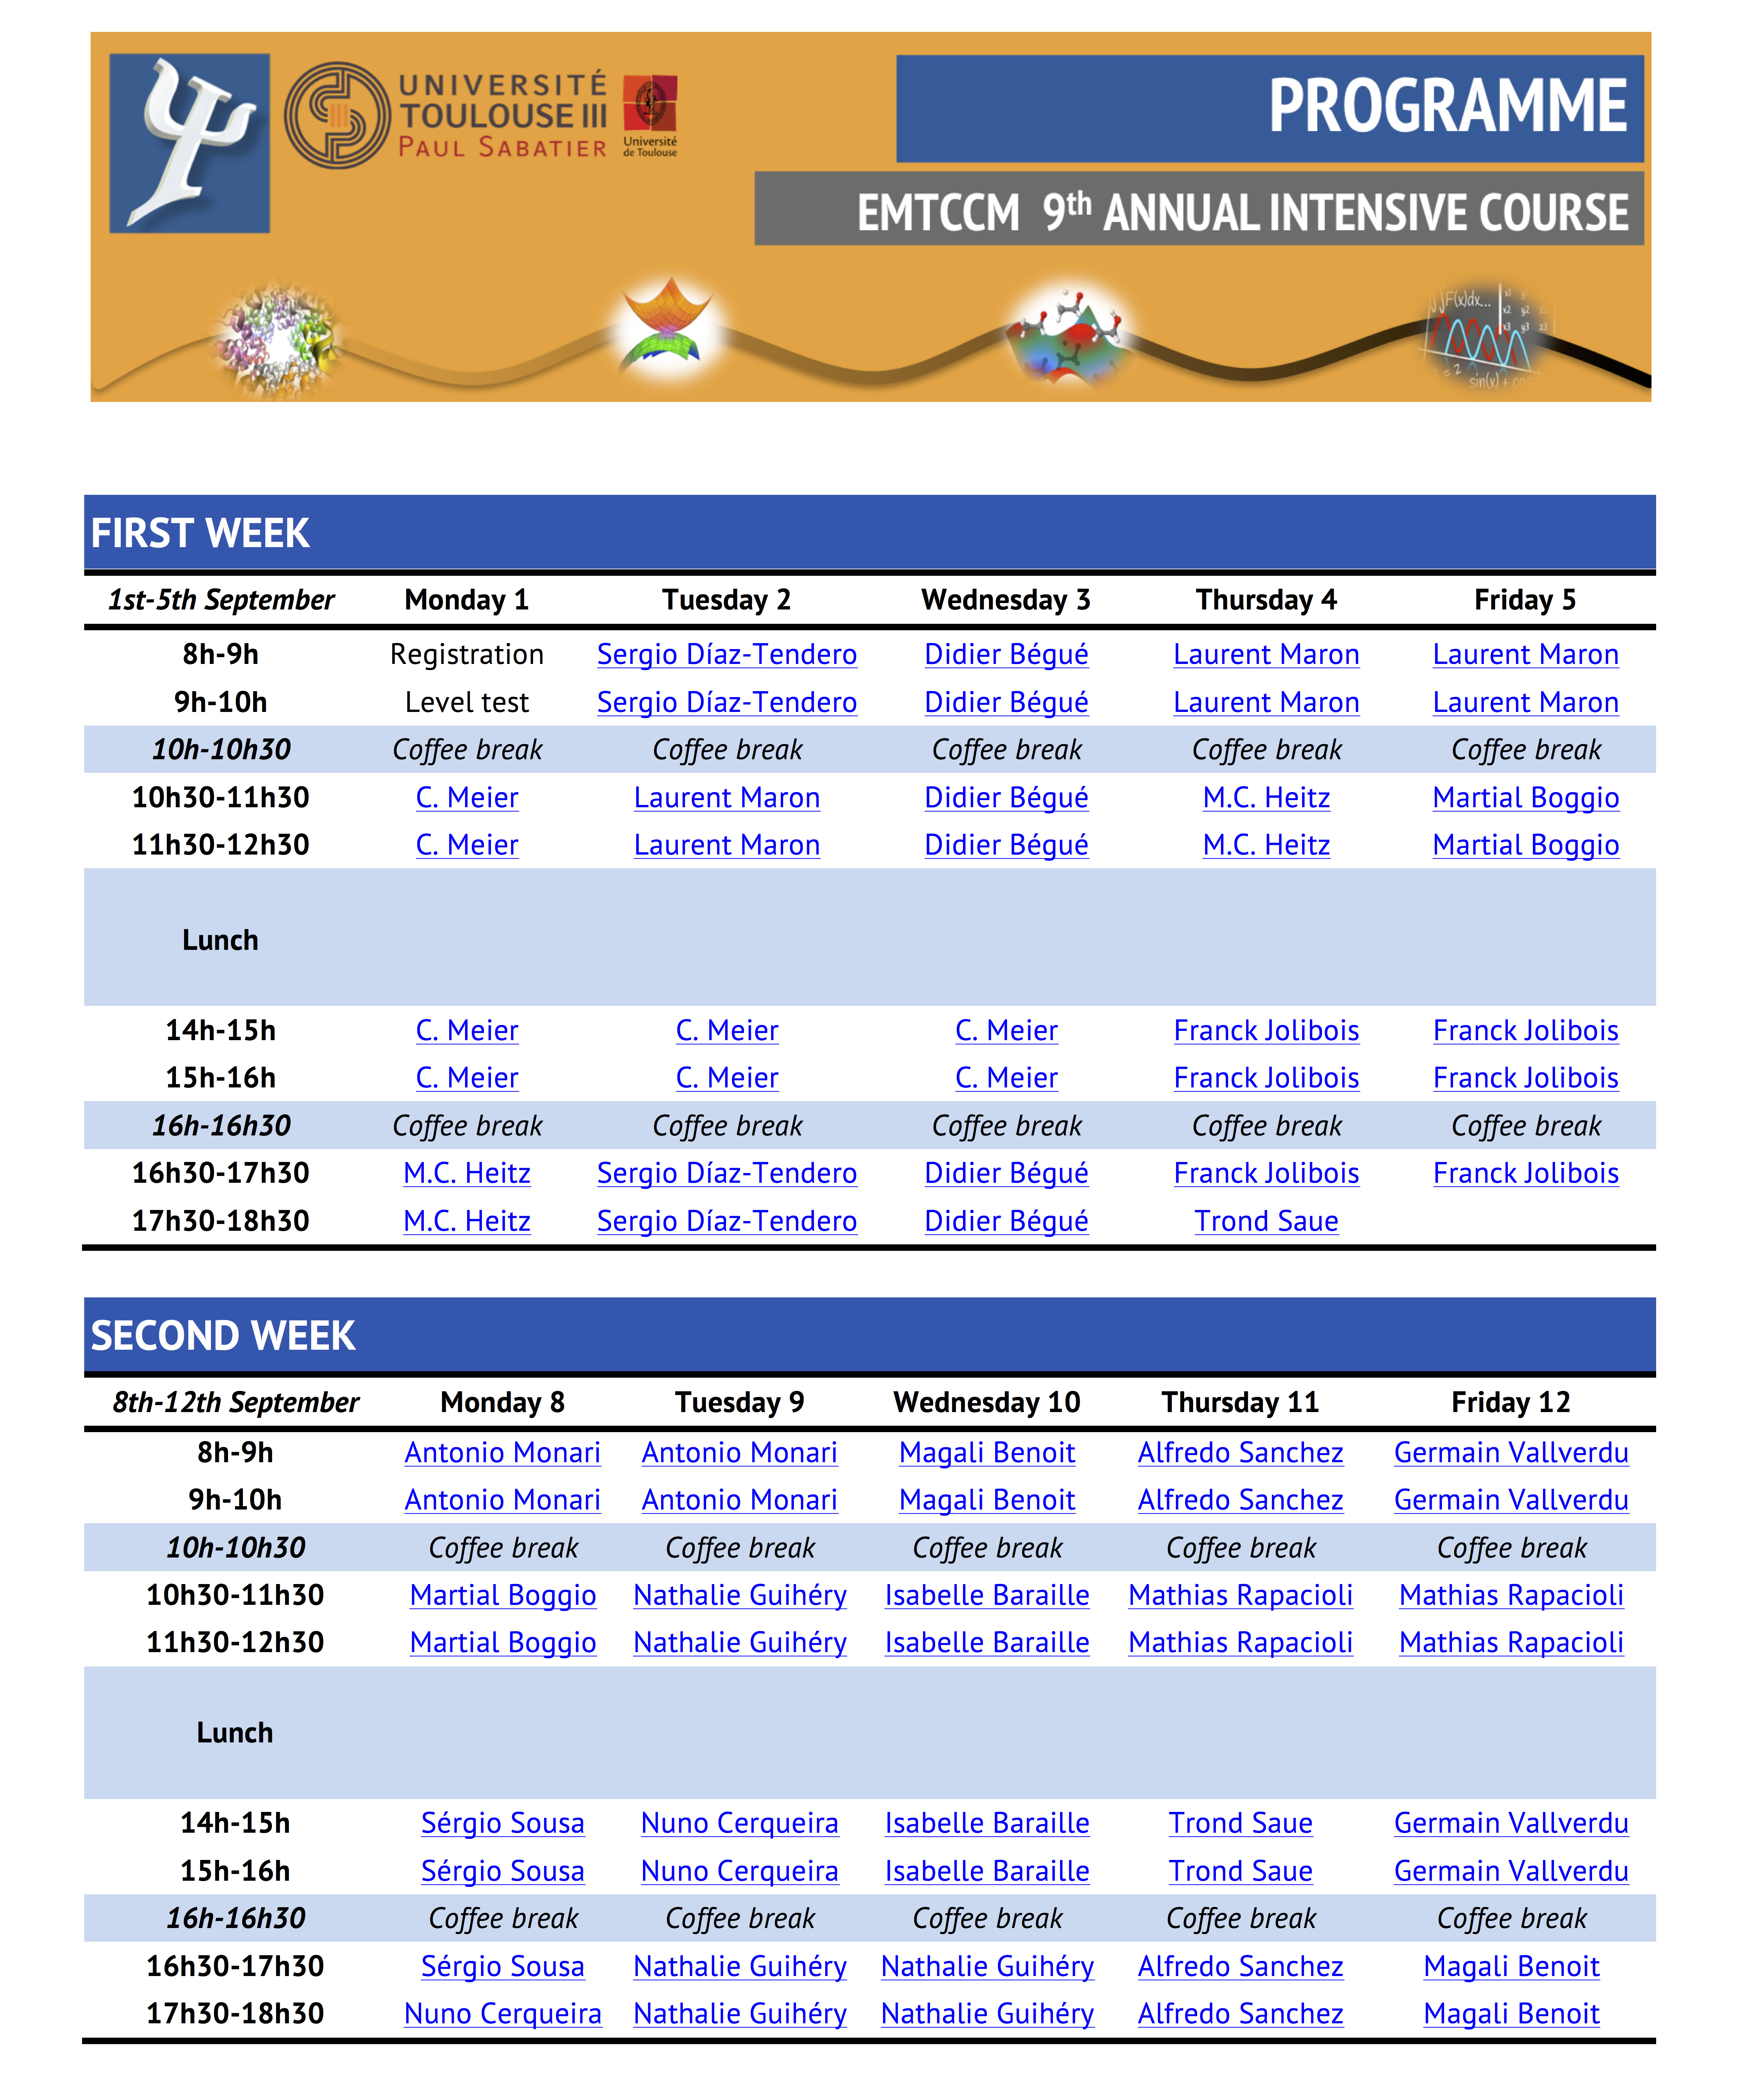 UNIVERSITÉ
TOULOUSE III
PAUL SABATIER
Université
de Toulouse
PROGRAMME
EMTCCM 9th ANNUAL INTENSIVE COURSE
FIRST WEEK
1st-5th September Monday 1 Tuesday 2 Wednesday 3 Thursday 4 Friday 5
8h-9h Registration Sergio Díaz-Tendero Didier Bégué Laurent Maron Laurent Maron
9h-10h Level test Sergio Díaz-Tendero Didier Bégué Laurent Maron Laurent Maron
10h-10h30 Coffee break Coffee break Coffee break Coffee break Coffee break
10h30-11h30 C. Meier Laurent Maron Didier Bégué M.C. Heitz Martial Boggio
11h30-12h30 C. Meier Laurent Maron Didier Bégué M.C. Heitz Martial Boggio
Lunch
14h-15h C. Meier C. Meier C. Meier Franck Jolibois Franck Jolibois
15h-16h C. Meier C. Meier C. Meier Franck Jolibois Franck Jolibois
16h-16h30 Coffee break Coffee break Coffee break Coffee break Coffee break
16h30-17h30 M.C. Heitz Sergio Díaz-Tendero Didier Bégué Franck Jolibois Franck Jolibois
17h30-18h30 M.C. Heitz Sergio Díaz-Tendero Didier Bégué Trond Saue
SECOND WEEK
8th-12th September Monday 8 Tuesday 9 Wednesday 10 Thursday 11 Friday 12
8h-9h Antonio Monari Antonio Monari Magali Benoit Alfredo Sanchez Germain Vallverdu
9h-10h Antonio Monari Antonio Monari Magali Benoit Alfredo Sanchez Germain Vallverdu
10h-10h30 Coffee break Coffee break Coffee break Coffee break Coffee break
10h30-11h30 Martial Boggio Nathalie Guihéry Isabelle Baraille Mathias Rapacioli Mathias Rapacioli
11h30-12h30 Martial Boggio Nathalie Guihéry Isabelle Baraille Mathias Rapacioli Mathias Rapacioli
Lunch
14h-15h Sérgio Sousa Nuno Cerqueira Isabelle Baraille Trond Saue Germain Vallverdu
15h-16h Sérgio Sousa Nuno Cerqueira Isabelle Baraille Trond Saue Germain Vallverdu
16h-16h30 Coffee break Coffee break Coffee break Coffee break Coffee break
16h30-17h30 Sérgio Sousa Nathalie Guihéry Nathalie Guihéry Alfredo Sanchez Magali Benoit
17h30-18h30 Nuno Cerqueira Nathalie Guihéry Nathalie Guihéry Alfredo Sanchez Magali Benoit